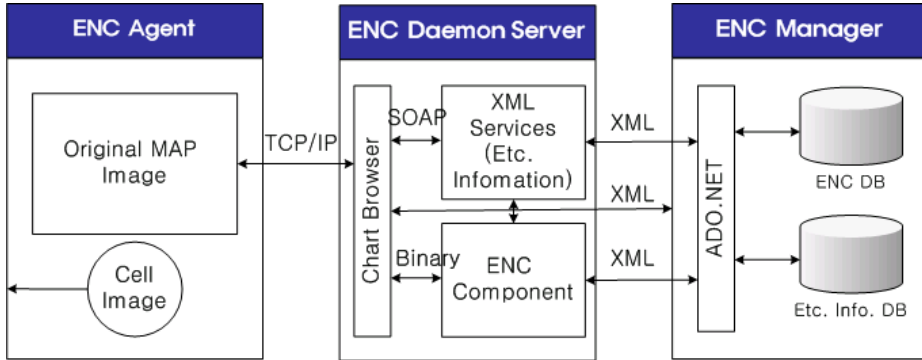 ENC Agent
Original MAP
Image
Cell
Image
TCP/IP
ENC Daemon Server
Chart Browser
SOAP
XML
Services
(Etc.
Infomation)
Binary
ENC
Component
XML
XML
XML
ENC Manager
ADO.NET
ENC DB
Etc. Info. DB